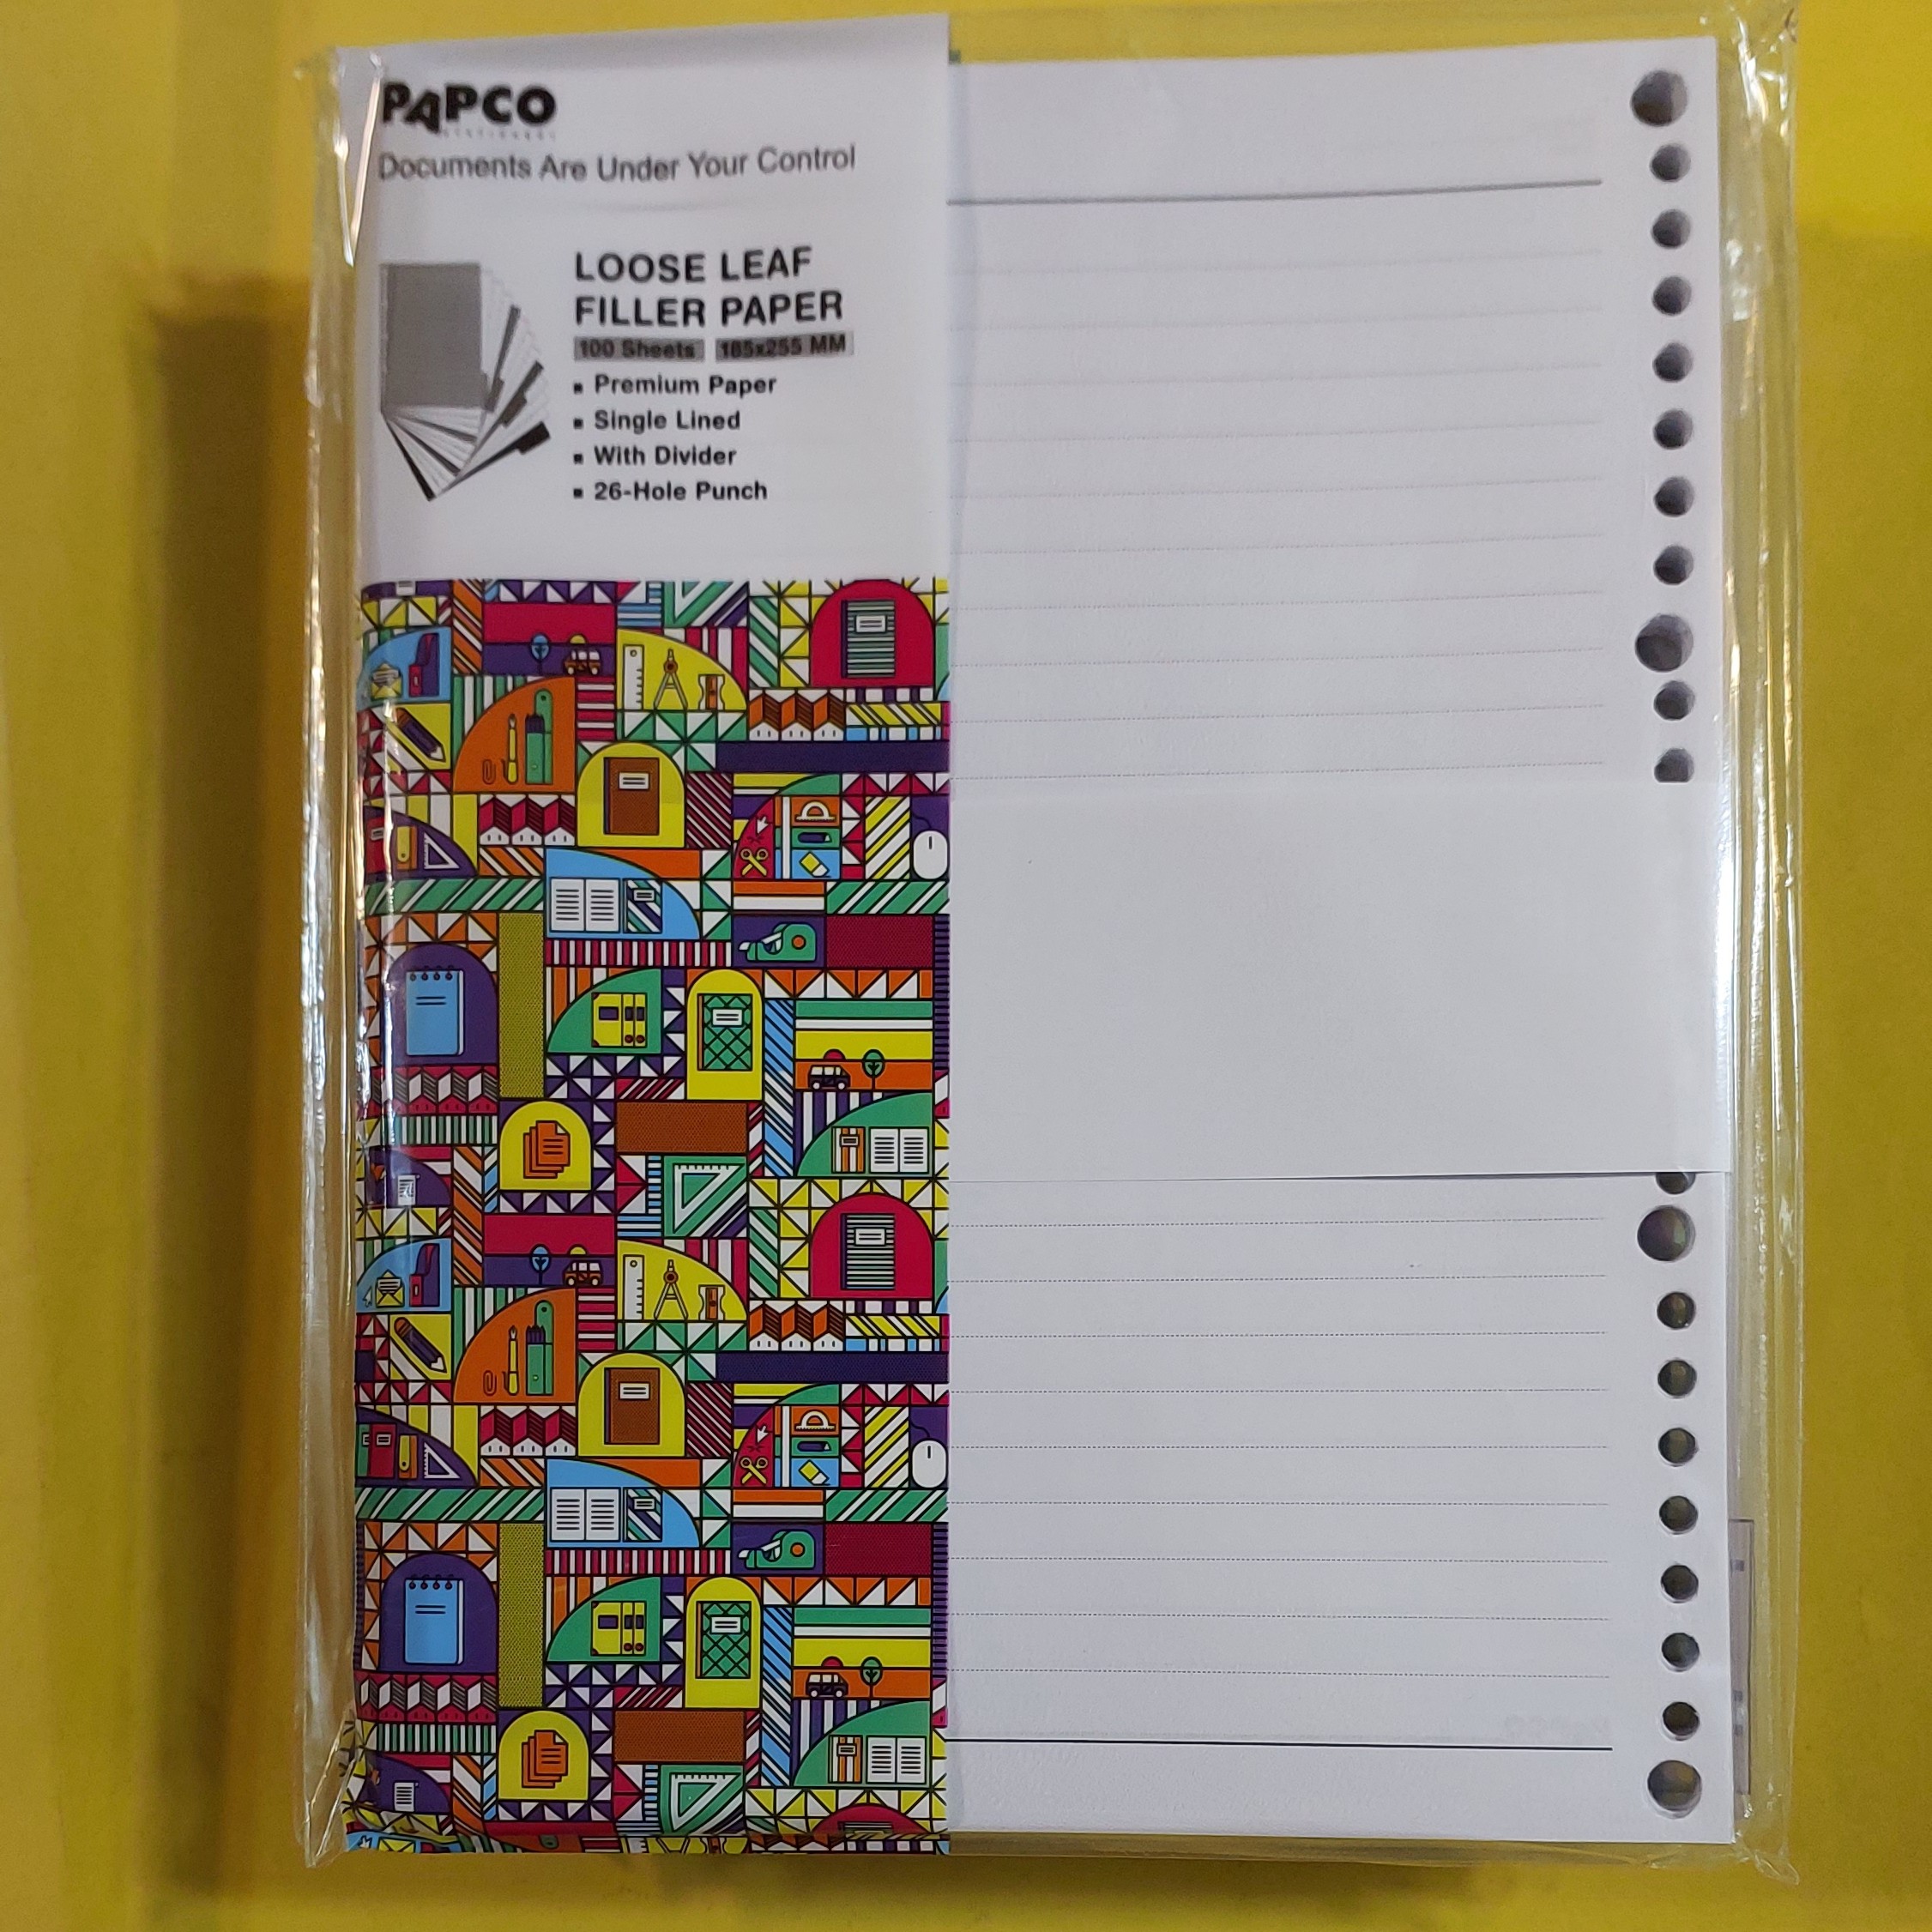 PAPCO
STATIONERY
Documents Are Under Your Control
LOOSE LEAF
FILLER PAPER
100 Sheets 185x255 MM
▪ Premium Paper
▪ Single Lined
▪ With Divider
▪ 26-Hole Punch